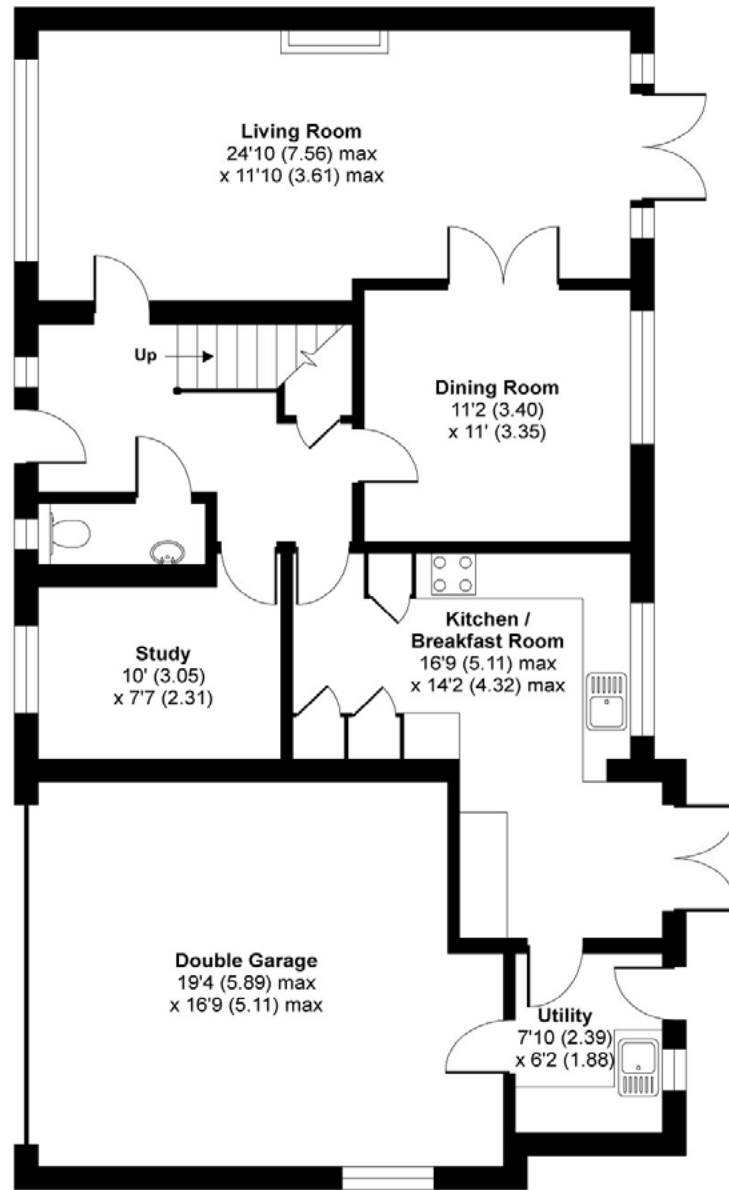 Living Room
24'10 (7.56) max
x 11'10 (3.61) max
Up
Dining Room
11'2 (3.40)
x 11' (3.35)
Kitchen /
Breakfast Room
16'9 (5.11) max
x 14'2 (4.32) max
Study
10' (3.05)
x 7'7 (2.31)
Double Garage
19'4 (5.89) max
x 16'9 (5.11) max
Utility
7'10 (2.39)
x 6'2 (1.88)